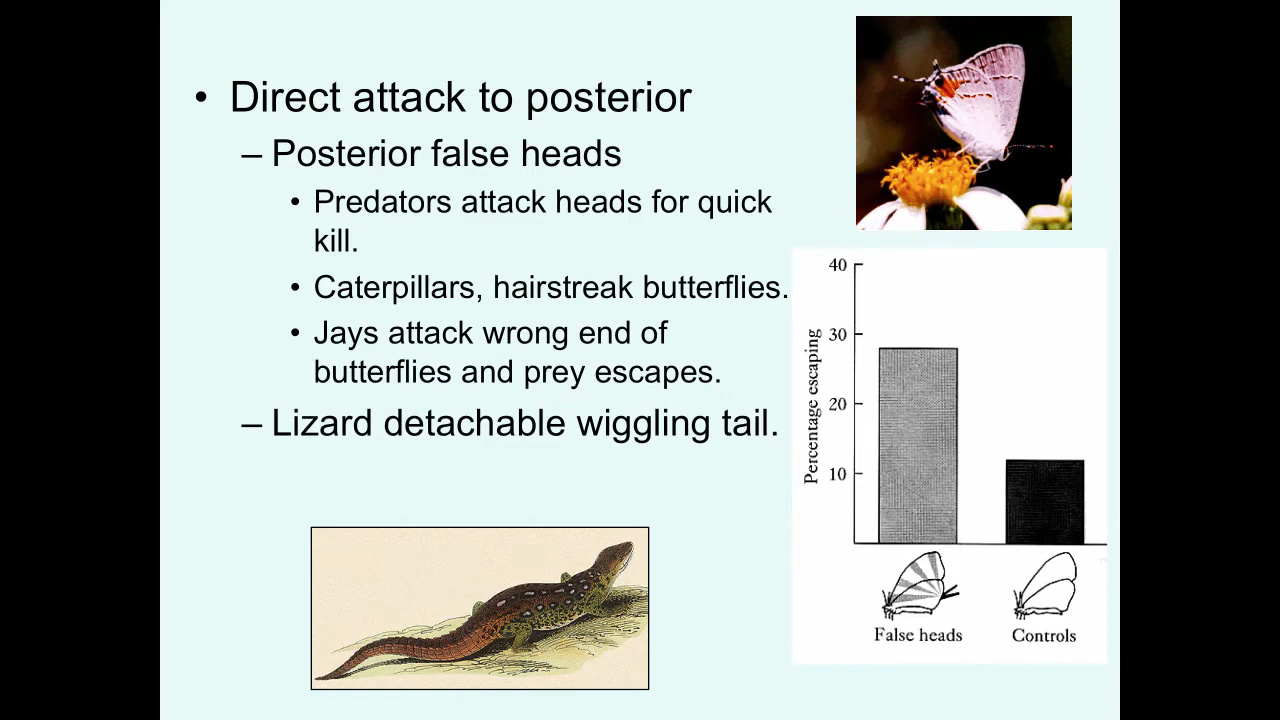 • Direct attack to posterior
– Posterior false heads
• Predators attack heads for quick
kill.
• Caterpillars, hairstreak butterflies.
• Jays attack wrong end of
butterflies and prey escapes.
– Lizard detachable wiggling tail.
Percentage escaping
40
30
20
10
False heads
Controls